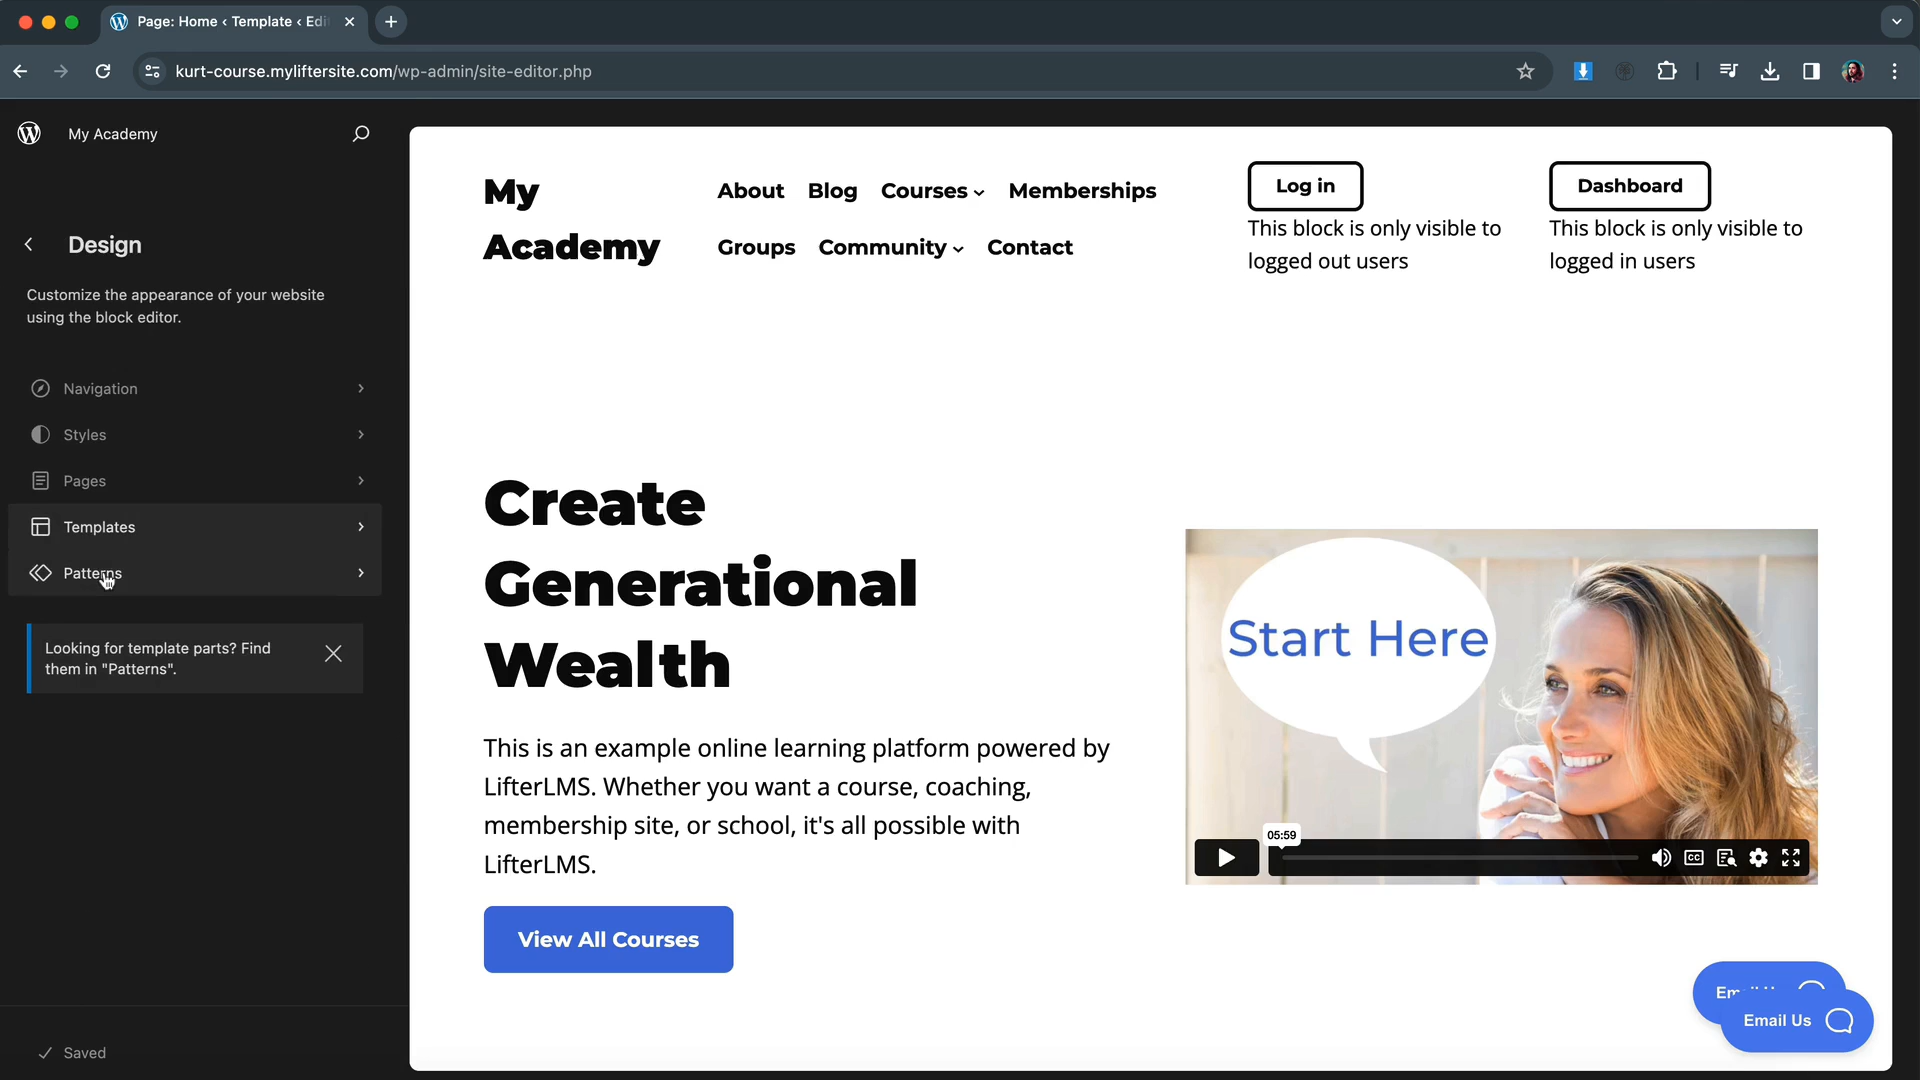 Page: Home ‹ Template ‹ Edi
kurt-course.myliftersite.com/wp-admin/site-editor.php
My Academy
Design
Customize the appearance of your website
using the block editor.
Navigation
Styles
Pages
Templates
Patterns
Looking for template parts? Find
them in "Patterns".
Saved
My
Academy
About Blog Courses Memberships
Groups Community Contact
Log in
This block is only visible to
logged out users
Dashboard
This block is only visible to
logged in users
Create
Generational
Wealth
This is an example online learning platform powered by
LifterLMS. Whether you want a course, coaching,
membership site, or school, it's all possible with
LifterLMS.
View All Courses
Start Here
05:59
CC
Email Us